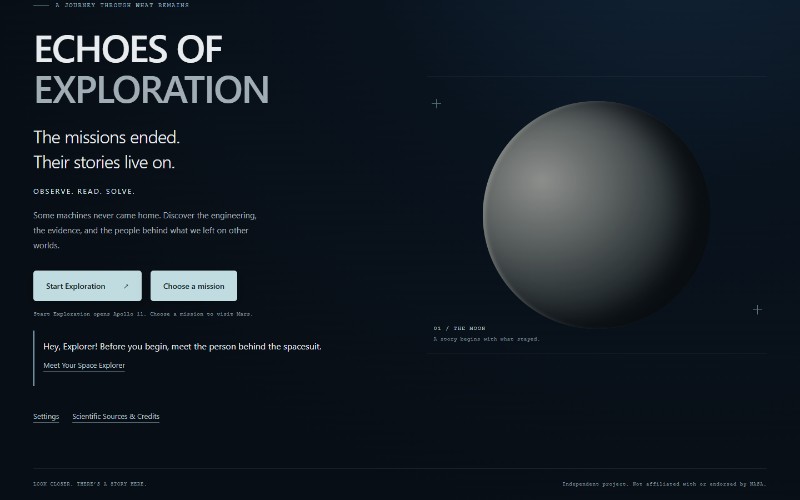 A JOURNEY THROUGH WHAT REMAINS
ECHOES OF
EXPLORATION
The missions ended.
Their stories live on.
OBSERVE. READ. SOLVE.
Some machines never came home. Discover the engineering,
the evidence, and the people behind what we left on other
worlds.
Start Exploration ↗
Choose a mission
Start Exploration opens Apollo 11. Choose a mission to visit Mars.
Hey, Explorer! Before you begin, meet the person behind the spacesuit.
Meet Your Space Explorer
Settings
Scientific Sources & Credits
01 / THE MOON
A story begins with what stayed.
LOOK CLOSER. THERE'S A STORY HERE.
Independent project. Not affiliated with or endorsed by NASA.